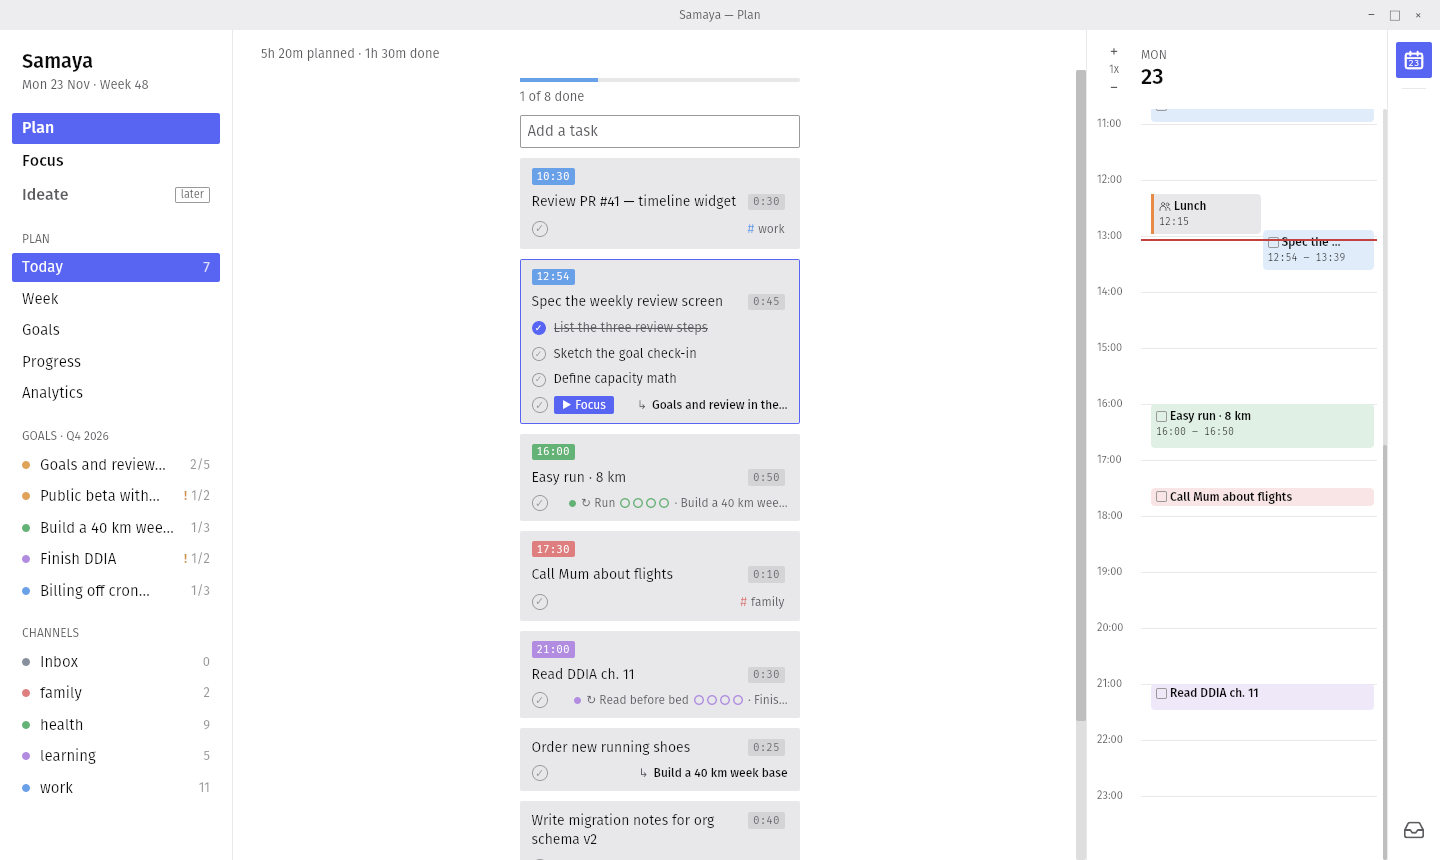 Samaya — Plan
Samaya
Mon 23 Nov · Week 48
Plan
Focus
Ideate later
PLAN
Today 7
Week
Goals
Progress
Analytics
GOALS · Q4 2026
Goals and review... 2/5
Public beta with... ! 1/2
Build a 40 km wee... 1/3
Finish DDIA ! 1/2
Billing off cron... 1/3
CHANNELS
Inbox 0
family 2
health 9
learning 5
work 11
5h 20m planned · 1h 30m done
1 of 8 done
Add a task
10:30
Review PR #41 — timeline widget 0:30
# work
12:54
Spec the weekly review screen 0:45
List the three review steps
Sketch the goal check-in
Define capacity math
▶ Focus ↳ Goals and review in the...
16:00
Easy run · 8 km 0:50
↻ Run · Build a 40 km wee...
17:30
Call Mum about flights 0:10
# family
21:00
Read DDIA ch. 11 0:30
↻ Read before bed · Finis...
Order new running shoes 0:25
↳ Build a 40 km week base
Write migration notes for org schema v2 0:40
+
1x
−
MON
23
11:00
12:00
Lunch
12:15
13:00
Spec the ...
12:54 – 13:39
14:00
15:00
16:00
Easy run · 8 km
16:00 – 16:50
17:00
Call Mum about flights
18:00
19:00
20:00
21:00
Read DDIA ch. 11
22:00
23:00
23